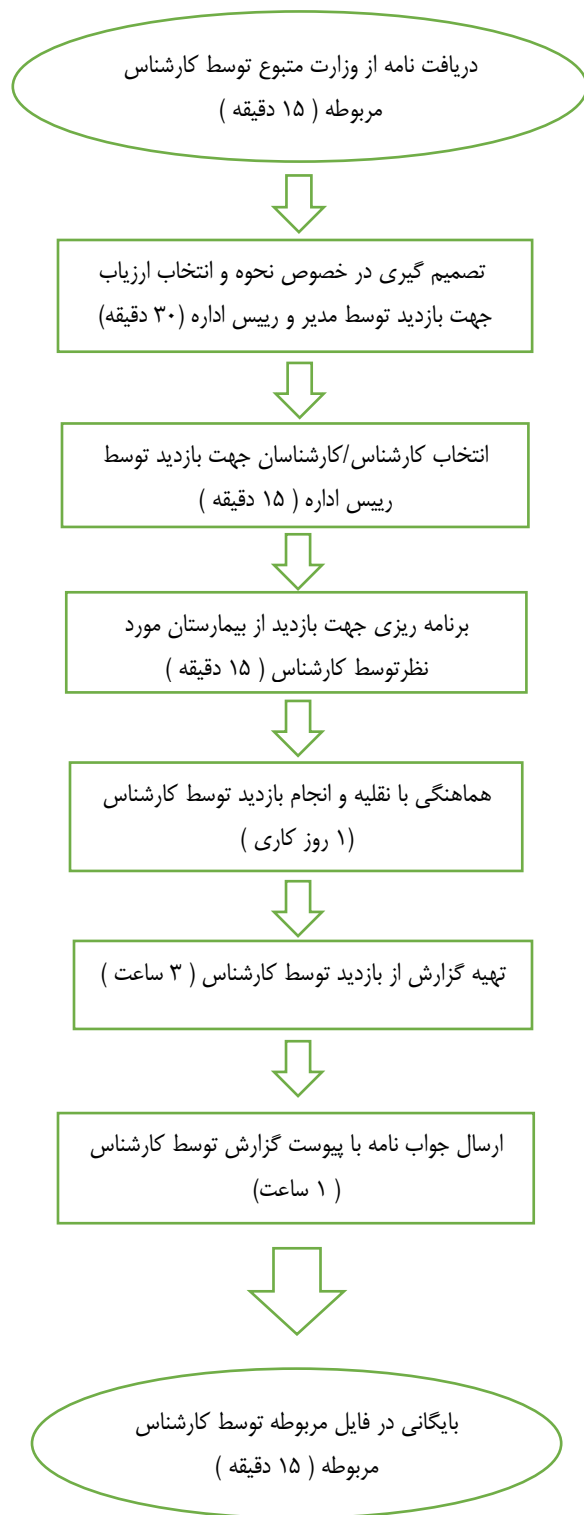 دریافت نامه از وزارت متبوع توسط کارشناس
مربوطه ( ۱۵ دقیقه )
تصمیم گیری در خصوص نحوه و انتخاب ارزیاب
جهت بازدید توسط مدیر و رییس اداره (۳۰ دقیقه)
انتخاب کارشناس/کارشناسان جهت بازدید توسط
رییس اداره ( ۱۵ دقیقه )
برنامه ریزی جهت بازدید از بیمارستان مورد
نظرتوسط کارشناس ( ۱۵ دقیقه )
هماهنگی با نقلیه و انجام بازدید توسط کارشناس
(۱ روز کاری )
تهیه گزارش از بازدید توسط کارشناس ( ۳ ساعت )
ارسال جواب نامه با پیوست گزارش توسط کارشناس
( ۱ ساعت)
بایگانی در فایل مربوطه توسط کارشناس
مربوطه ( ۱۵ دقیقه )